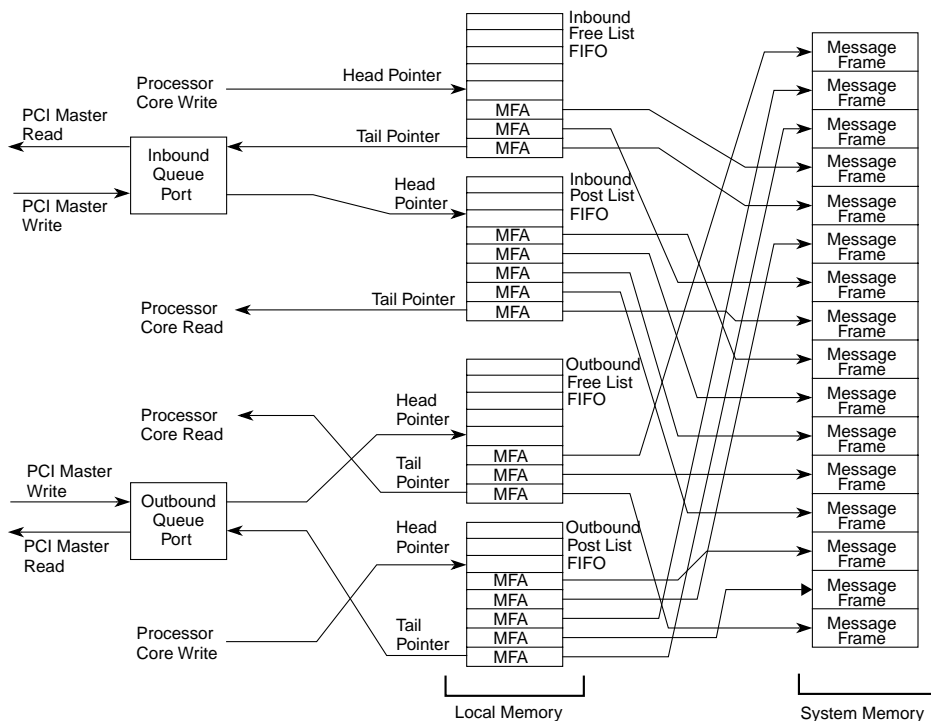 Inbound
Free List
FIFO
Processor
Core Write
Head Pointer
PCI Master
Read
Tail Pointer
MFA
MFA
MFA
Inbound
Queue
Port
PCI Master
Write
Head
Pointer
Inbound
Post List
FIFO
MFA
MFA
MFA
MFA
MFA
Processor
Core Read
Tail Pointer
Outbound
Free List
FIFO
Head
Pointer
Processor
Core Read
Tail
Pointer
MFA
MFA
MFA
PCI Master
Write
Outbound
Queue
Port
PCI Master
Read
Head
Pointer
Outbound
Post List
FIFO
MFA
MFA
MFA
MFA
MFA
Processor
Core Write
Tail
Pointer
Message
Frame
Message
Frame
Message
Frame
Message
Frame
Message
Frame
Message
Frame
Message
Frame
Message
Frame
Message
Frame
Message
Frame
Message
Frame
Message
Frame
Message
Frame
Message
Frame
Message
Frame
Message
Frame
Local Memory
System Memory